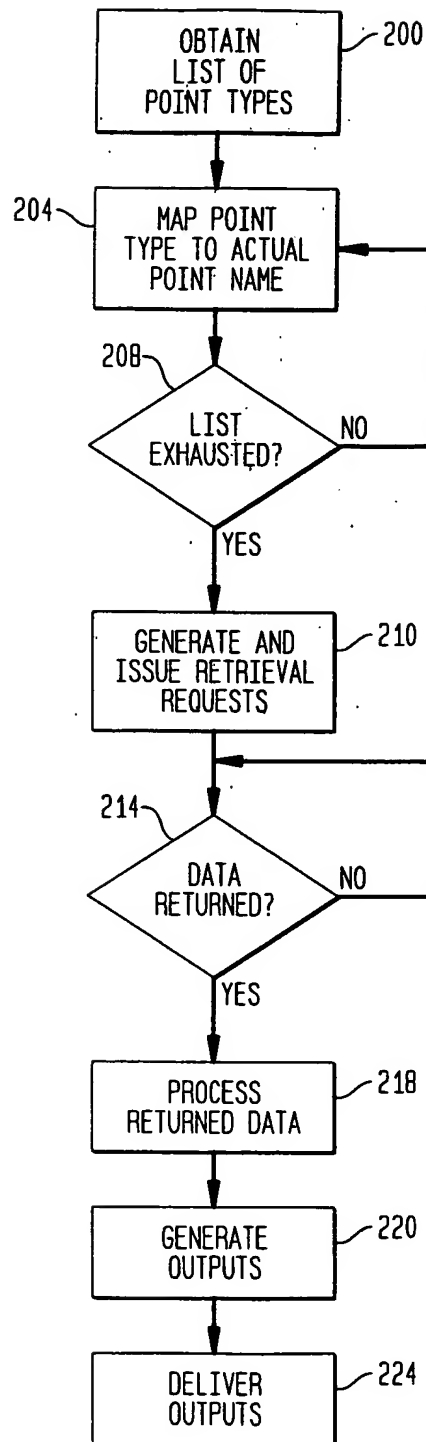 OBTAIN
LIST OF
POINT TYPES
200
204
MAP POINT
TYPE TO ACTUAL
POINT NAME
208
LIST
EXHAUSTED?
NO
YES
GENERATE AND
ISSUE RETRIEVAL
REQUESTS
210
214
DATA
RETURNED?
NO
YES
PROCESS
RETURNED DATA
218
GENERATE
OUTPUTS
220
DELIVER
OUTPUTS
224